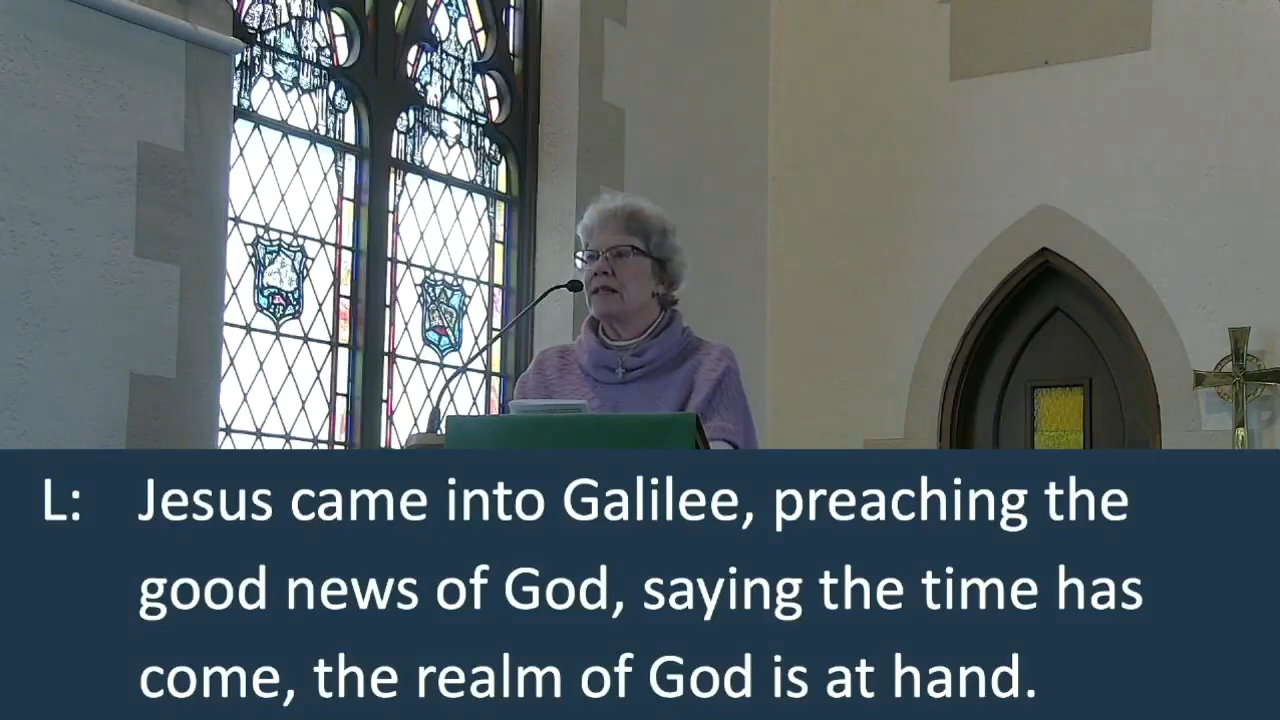 L: Jesus came into Galilee, preaching the
good news of God, saying the time has
come, the realm of God is at hand.